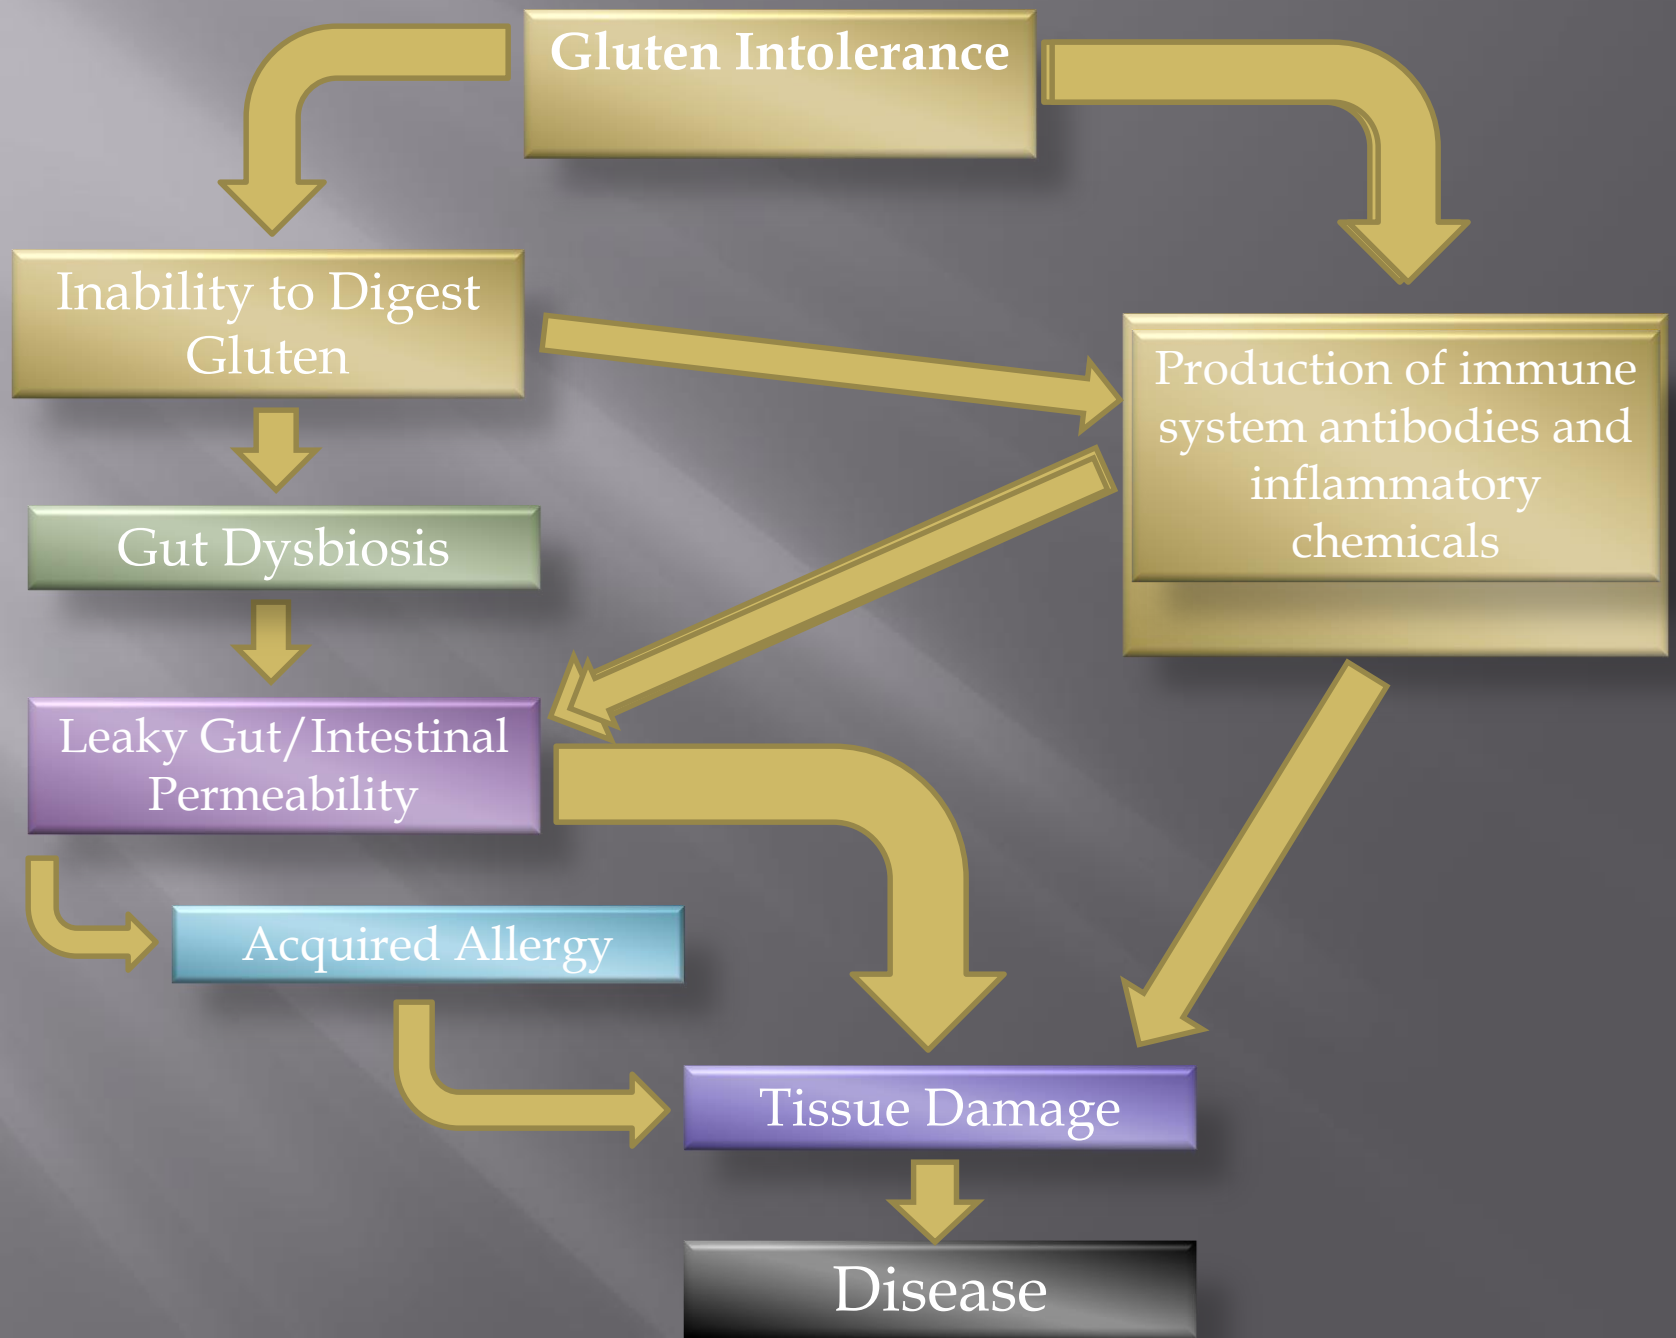 Gluten Intolerance
Inability to Digest
Gluten
Production of immune
system antibodies and
inflammatory
chemicals
Gut Dysbiosis
Leaky Gut/Intestinal
Permeability
Acquired Allergy
Tissue Damage
Disease